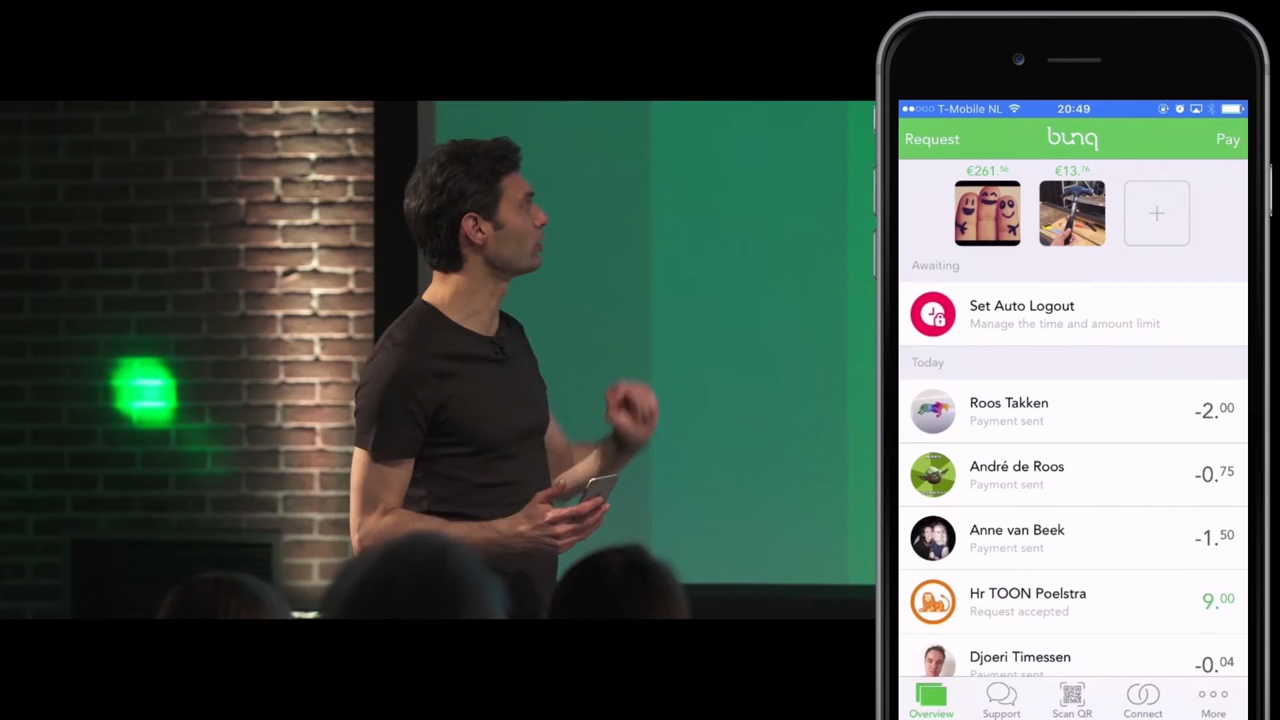 T-Mobile NL
20:49
Request
bunq
Pay
€261.56
€13.76
Awaiting
Set Auto Logout
Manage the time and amount limit
Today
Roos Takken
Payment sent
-2.00
André de Roos
Payment sent
-0.75
Anne van Beek
Payment sent
-1.50
Hr TOON Poelstra
Request accepted
9.00
Djoeri Timessen
Payment sent
-0.04
Overview
Support
Scan QR
Connect
More